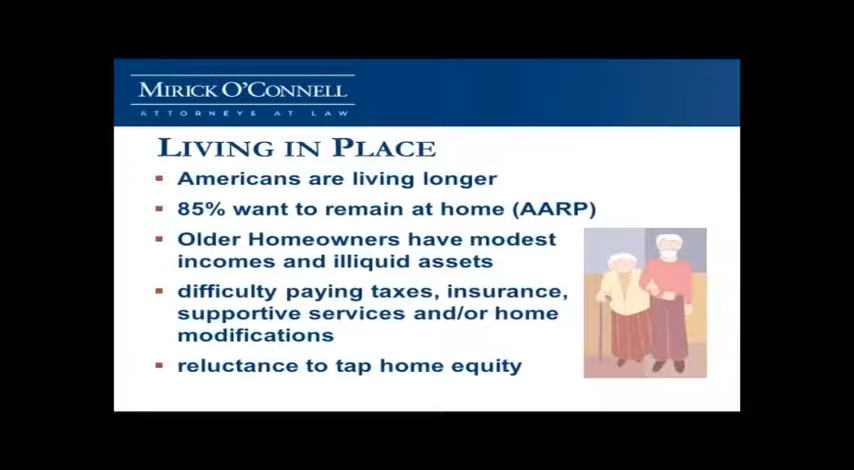 MIRICK O'CONNELL
ATTORNEYS AT LAW
LIVING IN PLACE
Americans are living longer
85% want to remain at home (AARP)
Older Homeowners have modest
incomes and illiquid assets
difficulty paying taxes, insurance,
supportive services and/or home
modifications
reluctance to tap home equity